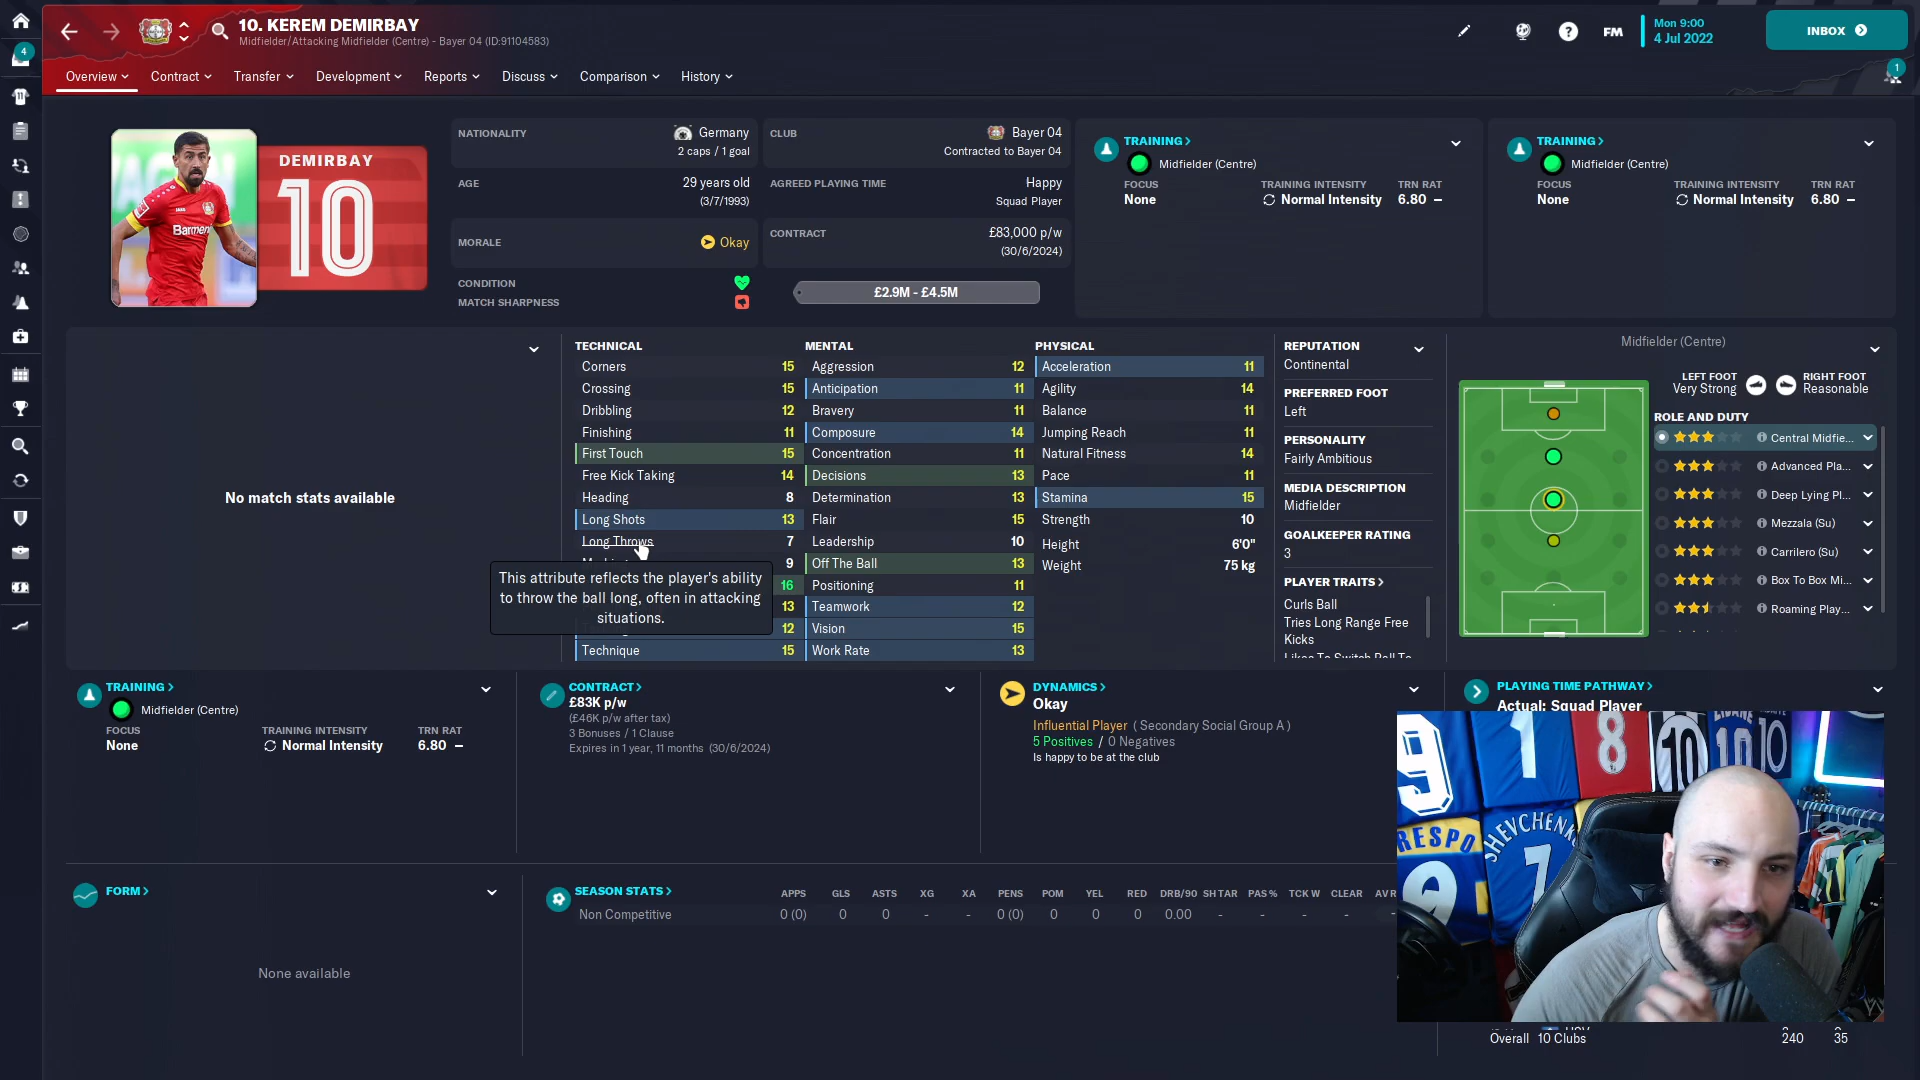 10. KEREM DEMIRBAY
Midfielder/Attacking Midfielder (Centre) - Bayer 04 (ID:91104583)
4
FM
Mon 9:00
4 Jul 2022
INBOX
1
Overview
Contract
Transfer
Development
Reports
Discuss
Comparison
History
DEMIRBAY
10
NATIONALITY
Germany
2 caps / 1 goal
CLUB
Bayer 04
Contracted to Bayer 04
AGE
29 years old
(3/7/1993)
AGREED PLAYING TIME
Happy
Squad Player
MORALE
Okay
CONTRACT
£83,000 p/w
(30/6/2024)
CONDITION
MATCH SHARPNESS
£2.9M - £4.5M
TRAINING
Midfielder (Centre)
FOCUS
None
TRAINING INTENSITY
Normal Intensity
TRN RAT
6.80 –
TRAINING
Midfielder (Centre)
FOCUS
None
TRAINING INTENSITY
Normal Intensity
TRN RAT
6.80 –
No match stats available
TECHNICAL
Corners 15
Crossing 15
Dribbling 12
Finishing 11
First Touch 15
Free Kick Taking 14
Heading 8
Long Shots 13
Long Throws 7
9
16
13
12
Technique 15
This attribute reflects the player's ability
to throw the ball long, often in attacking
situations.
MENTAL
Aggression 12
Anticipation 11
Bravery 11
Composure 14
Concentration 11
Decisions 13
Determination 13
Flair 15
Leadership 10
Off The Ball 13
Positioning 11
Teamwork 12
Vision 15
Work Rate 13
PHYSICAL
Acceleration 11
Agility 14
Balance 11
Jumping Reach 11
Natural Fitness 14
Pace 11
Stamina 15
Strength 10
Height 6'0"
Weight 75 kg
REPUTATION
Continental
PREFERRED FOOT
Left
PERSONALITY
Fairly Ambitious
MEDIA DESCRIPTION
Midfielder
GOALKEEPER RATING
3
PLAYER TRAITS
Curls Ball
Tries Long Range Free
Kicks
Likes To Switch Ball To
Midfielder (Centre)
LEFT FOOT
Very Strong
RIGHT FOOT
Reasonable
ROLE AND DUTY
Central Midfie...
Advanced Pla...
Deep Lying Pl...
Mezzala (Su)
Carrilero (Su)
Box To Box Mi...
Roaming Play...
TRAINING
Midfielder (Centre)
FOCUS
None
TRAINING INTENSITY
Normal Intensity
TRN RAT
6.80 –
CONTRACT
£83K p/w
(£46K p/w after tax)
3 Bonuses / 1 Clause
Expires in 1 year, 11 months (30/6/2024)
DYNAMICS
Okay
Influential Player ( Secondary Social Group A )
5 Positives / 0 Negatives
Is happy to be at the club
PLAYING TIME PATHWAY
Actual: Squad Player
FORM
None available
SEASON STATS
APPS GLS ASTS XG XA PENS POM YEL RED DRB/90 SH TAR PAS % TCK W CLEAR AV R
Non Competitive 0 (0) 0 0 - - 0 (0) 0 0 0 0.00 - - - - -
9
1
8
10
10
RESPO
SHEVCHENK
7
Overall 10 Clubs 240 35